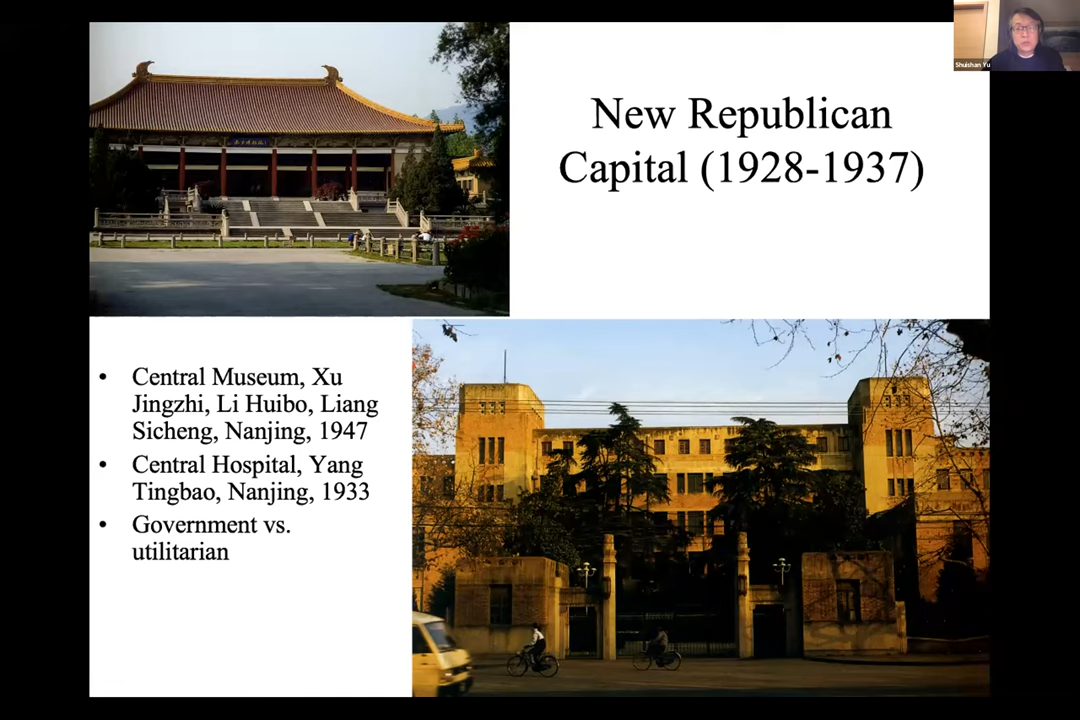 New Republican
Capital (1928-1937)
Shuishan Yu
• Central Museum, Xu
Jingzhi, Li Huibo, Liang
Sicheng, Nanjing, 1947
• Central Hospital, Yang
Tingbao, Nanjing, 1933
• Government vs.
utilitarian